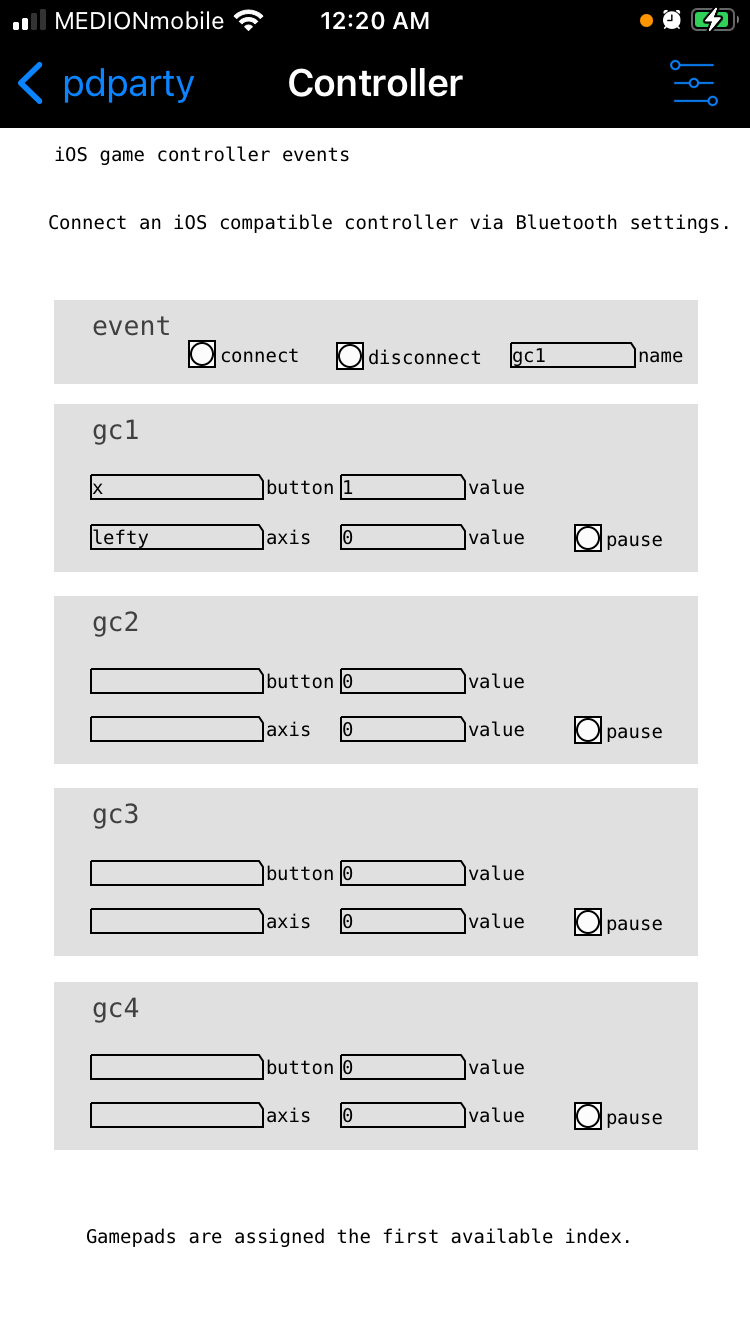 MEDIONmobile 12:20 AM
pdparty Controller
iOS game controller events
Connect an iOS compatible controller via Bluetooth settings.
event
connect disconnect gc1 name
gc1
x button 1 value
lefty axis 0 value pause
gc2
button 0 value
axis 0 value pause
gc3
button 0 value
axis 0 value pause
gc4
button 0 value
axis 0 value pause
Gamepads are assigned the first available index.